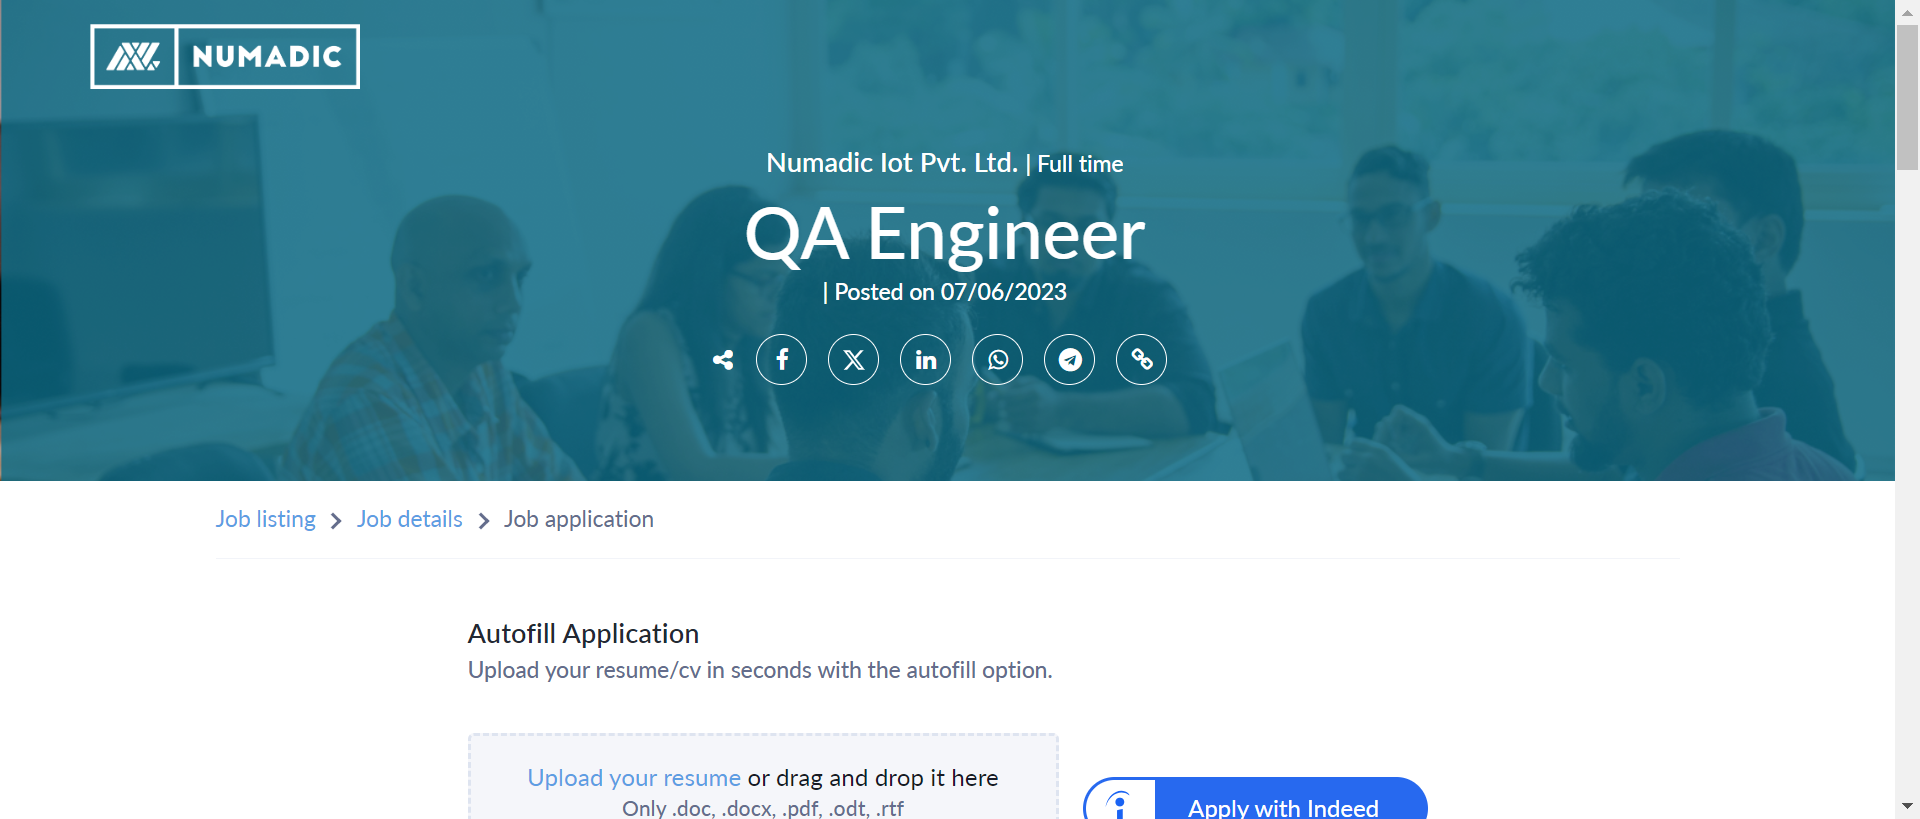 NUMADIC
Numadic Iot Pvt. Ltd. | Full time
QA Engineer
| Posted on 07/06/2023
Job listing > Job details > Job application
Autofill Application
Upload your resume/cv in seconds with the autofill option.
Upload your resume or drag and drop it here
Only .doc, .docx, .pdf, .odt, .rtf
Apply with Indeed